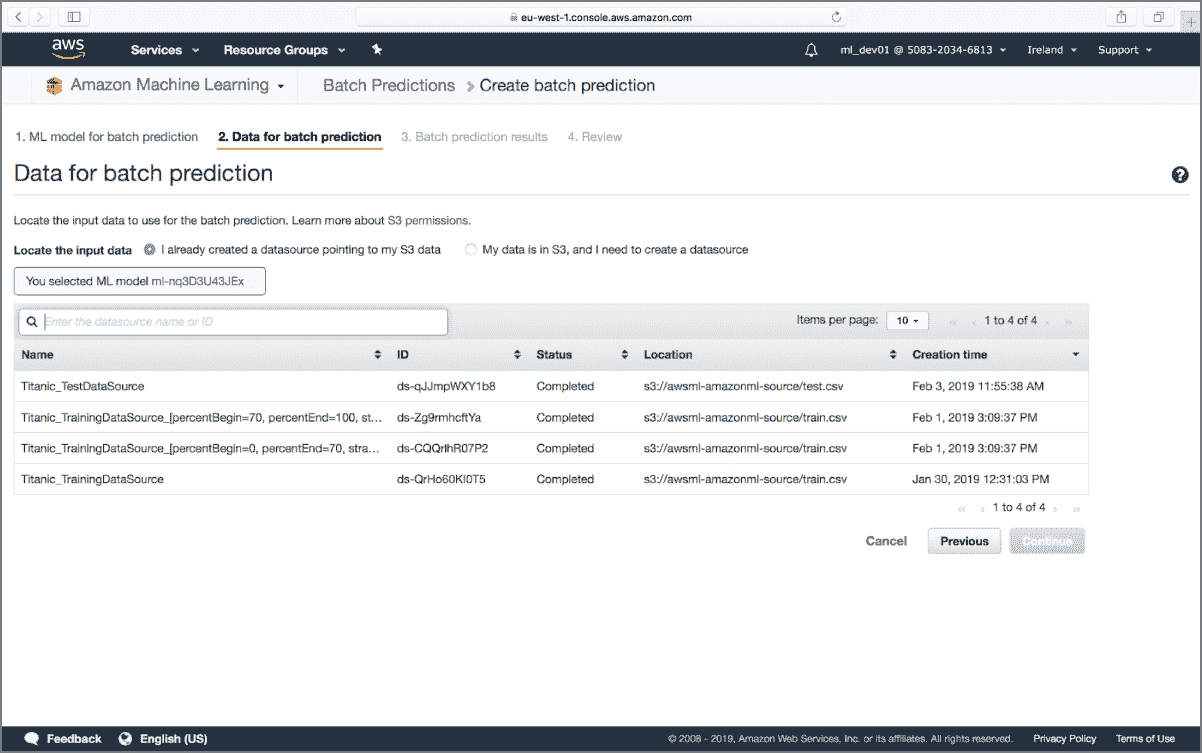 eu-west-1.console.aws.amazon.com
aws Services Resource Groups ml_dev01 @ 5083-2034-6813 Ireland Support
Amazon Machine Learning Batch Predictions Create batch prediction
1. ML model for batch prediction 2. Data for batch prediction 3. Batch prediction results 4. Review
Data for batch prediction ?
Locate the input data to use for the batch prediction. Learn more about S3 permissions.
Locate the input data I already created a datasource pointing to my S3 data My data is in S3, and I need to create a datasource
You selected ML model ml-nq3D3U43JEx
Enter the datasource name or ID Items per page: 10 « ‹ 1 to 4 of 4 › »
Name ID Status Location Creation time
Titanic_TestDataSource ds-qJJmpWXY1b8 Completed s3://awsml-amazonml-source/test.csv Feb 3, 2019 11:55:38 AM
Titanic_TrainingDataSource_[percentBegin=70, percentEnd=100, st... ds-Zg9rmhcftYa Completed s3://awsml-amazonml-source/train.csv Feb 1, 2019 3:09:37 PM
Titanic_TrainingDataSource_[percentBegin=0, percentEnd=70, stra... ds-CQQrlhR07P2 Completed s3://awsml-amazonml-source/train.csv Feb 1, 2019 3:09:37 PM
Titanic_TrainingDataSource ds-QrHo60KI0T5 Completed s3://awsml-amazonml-source/train.csv Jan 30, 2019 12:31:03 PM
« ‹ 1 to 4 of 4 › »
Cancel Previous Continue
Feedback English (US) © 2008 - 2019, Amazon Web Services, Inc. or its affiliates. All rights reserved. Privacy Policy Terms of Use